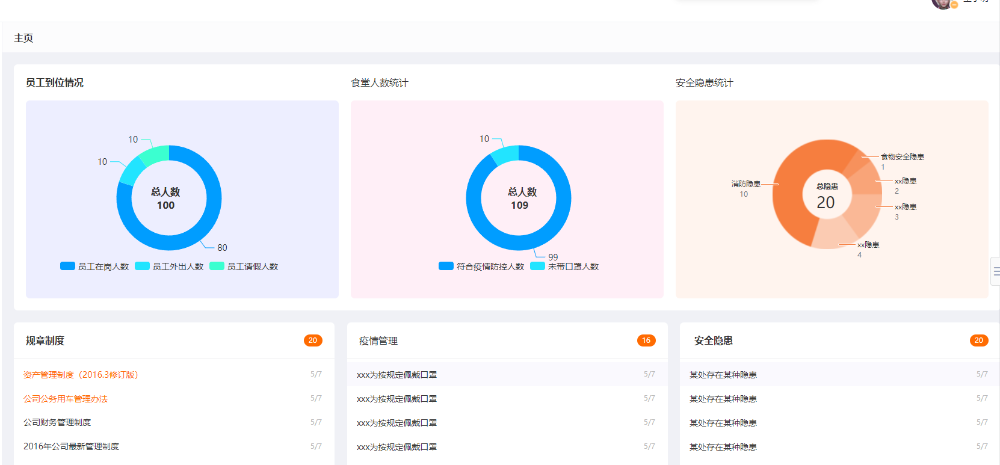 主页
员工到位情况
10
10
总人数
100
80
员工在岗人数 员工外出人数 员工请假人数
食堂人数统计
10
总人数
109
99
符合疫情防控人数 未带口罩人数
安全隐患统计
食物安全隐患
1
xx隐患
2
消防隐患
10
总隐患
20
xx隐患
3
xx隐患
4
规章制度 20
资产管理制度（2016.3修订版） 5/7
公司公务用车管理办法 5/7
公司财务管理制度 5/7
2016年公司最新管理制度 5/7
疫情管理 16
xxx为按规定佩戴口罩 5/7
xxx为按规定佩戴口罩 5/7
xxx为按规定佩戴口罩 5/7
xxx为按规定佩戴口罩 5/7
安全隐患 20
某处存在某种隐患 5/7
某处存在某种隐患 5/7
某处存在某种隐患 5/7
某处存在某种隐患 5/7